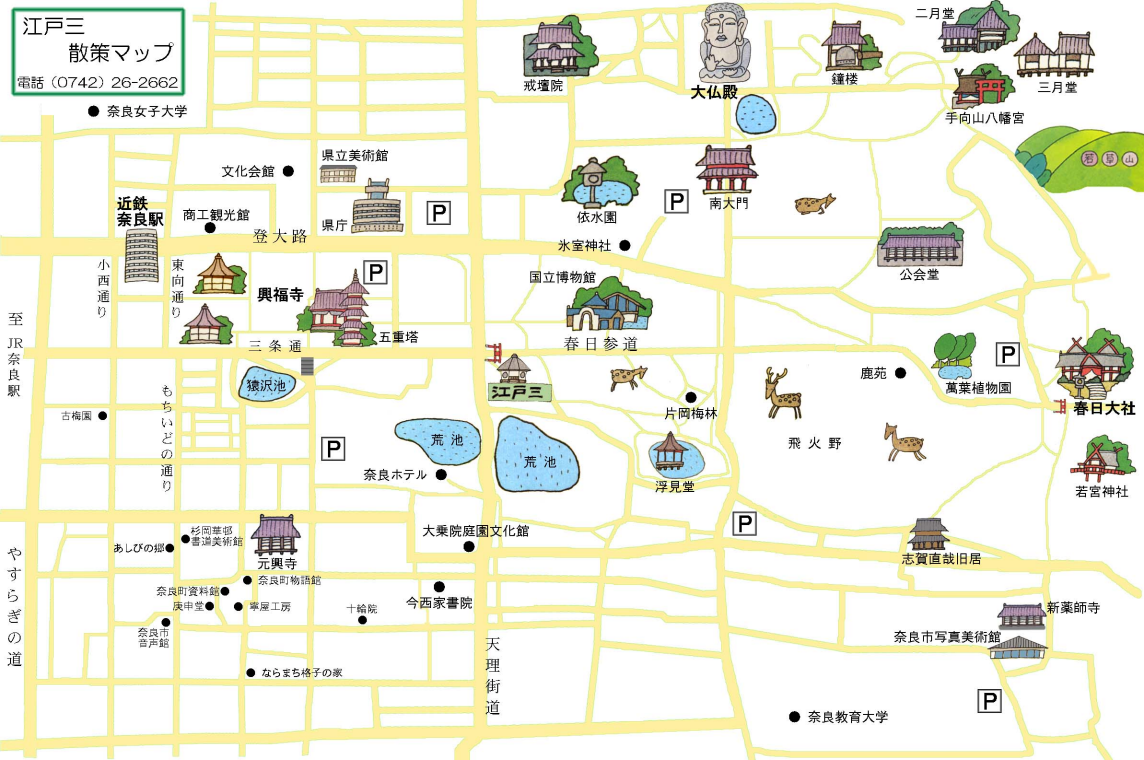 江戸三
散策マップ
電話（0742）26-2662
奈良女子大学
戒壇院
大仏殿
鐘楼
二月堂
三月堂
手向山八幡宮
若草山
文化会館
県立美術館
近鉄
奈良駅
商工観光館
県庁
P
依水園
P
南大門
登大路
氷室神社
公会堂
小西通り
東向通り
興福寺
P
国立博物館
五重塔
三条通
春日参道
至JR奈良駅
猿沢池
江戸三
鹿苑
萬葉植物園
P
春日大社
古梅園
もちいどの通り
片岡梅林
飛火野
P
荒池
荒池
奈良ホテル
浮見堂
若宮神社
杉岡華邨
書道美術館
あしびの郷
元興寺
大乗院庭園文化館
P
志賀直哉旧居
やすらぎの道
奈良町物語館
奈良町資料館
庚申堂
寧屋工房
十輪院
今西家書院
新薬師寺
奈良市
音声館
奈良市写真美術館
天理街道
ならまち格子の家
P
奈良教育大学